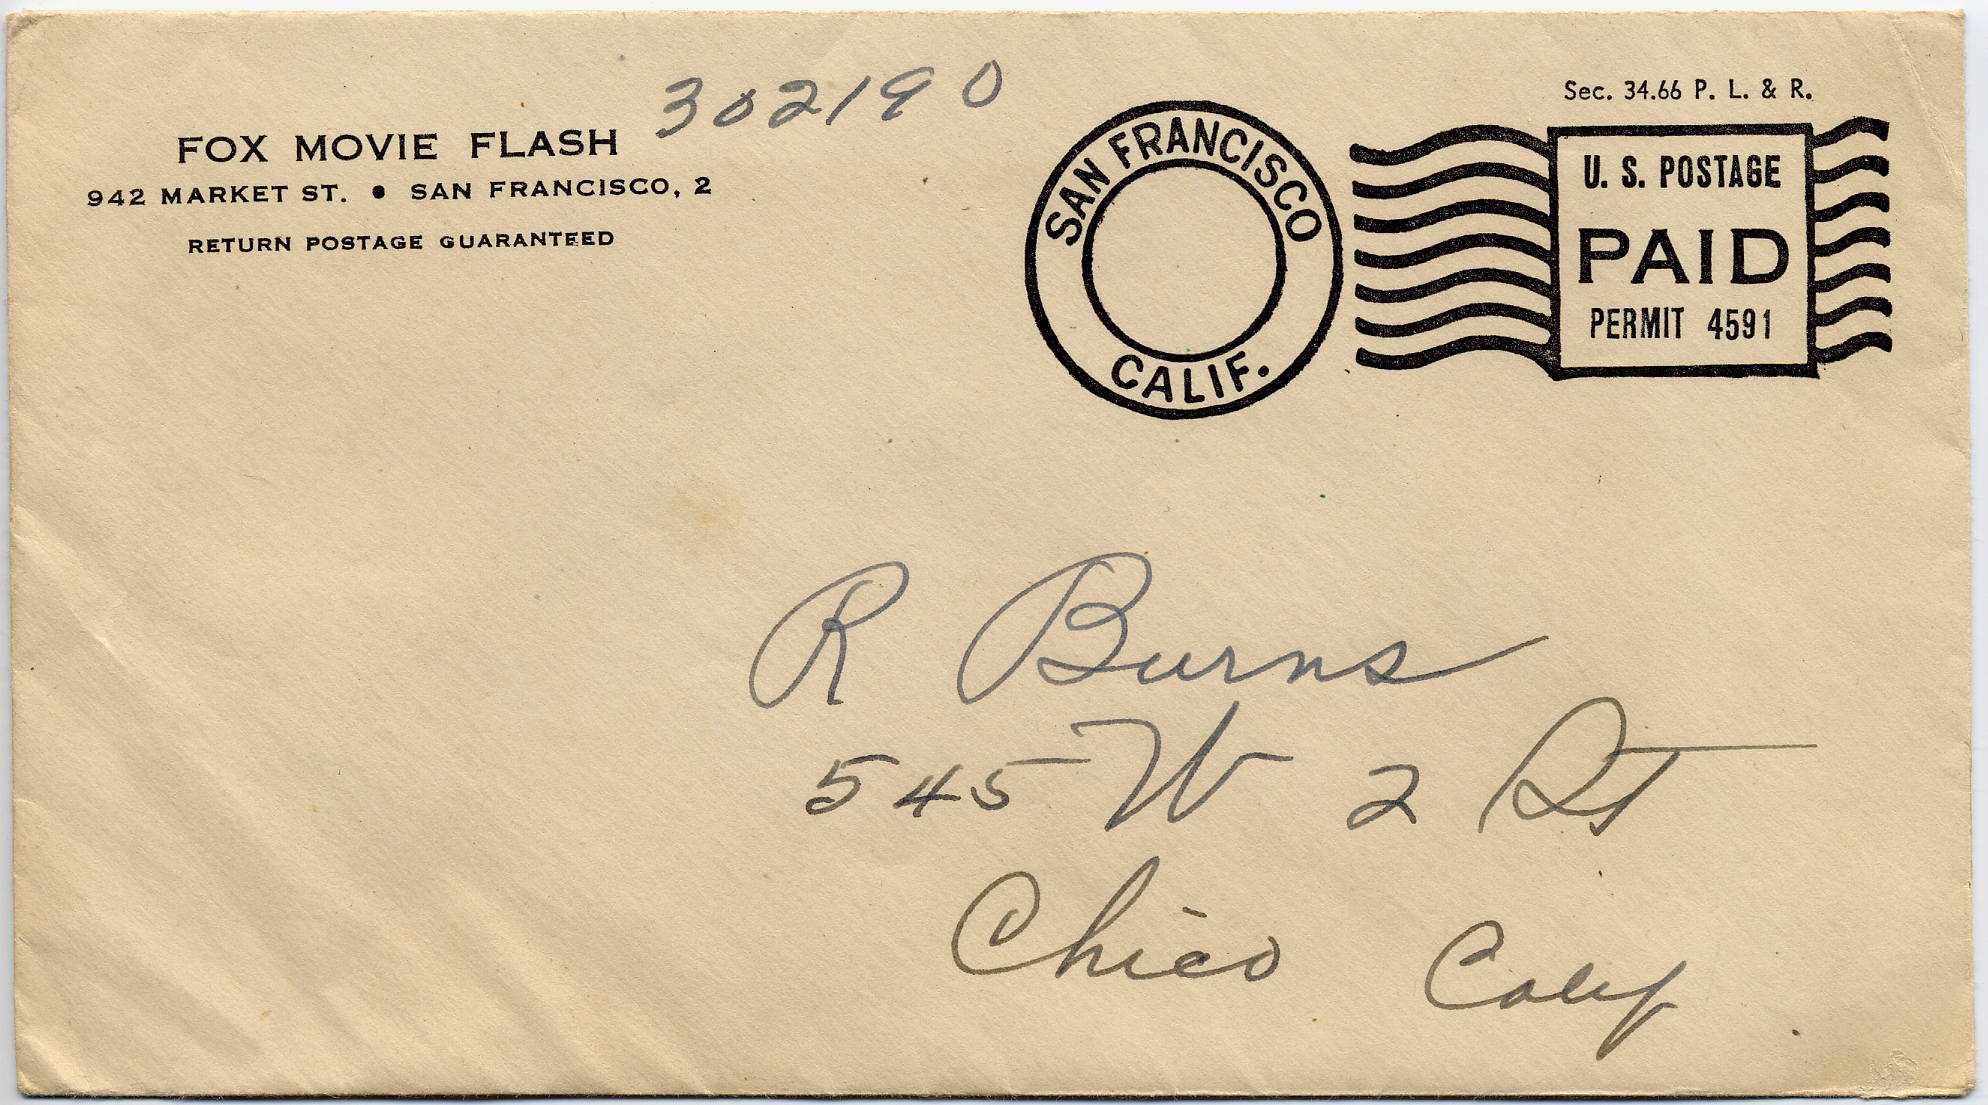 302190
FOX MOVIE FLASH
942 MARKET ST. • SAN FRANCISCO, 2
RETURN POSTAGE GUARANTEED
SAN FRANCISCO
CALIF.
Sec. 34.66 P. L. & R.
U. S. POSTAGE
PAID
PERMIT 4591
R Burns
545 W 2 St
Chico Calif